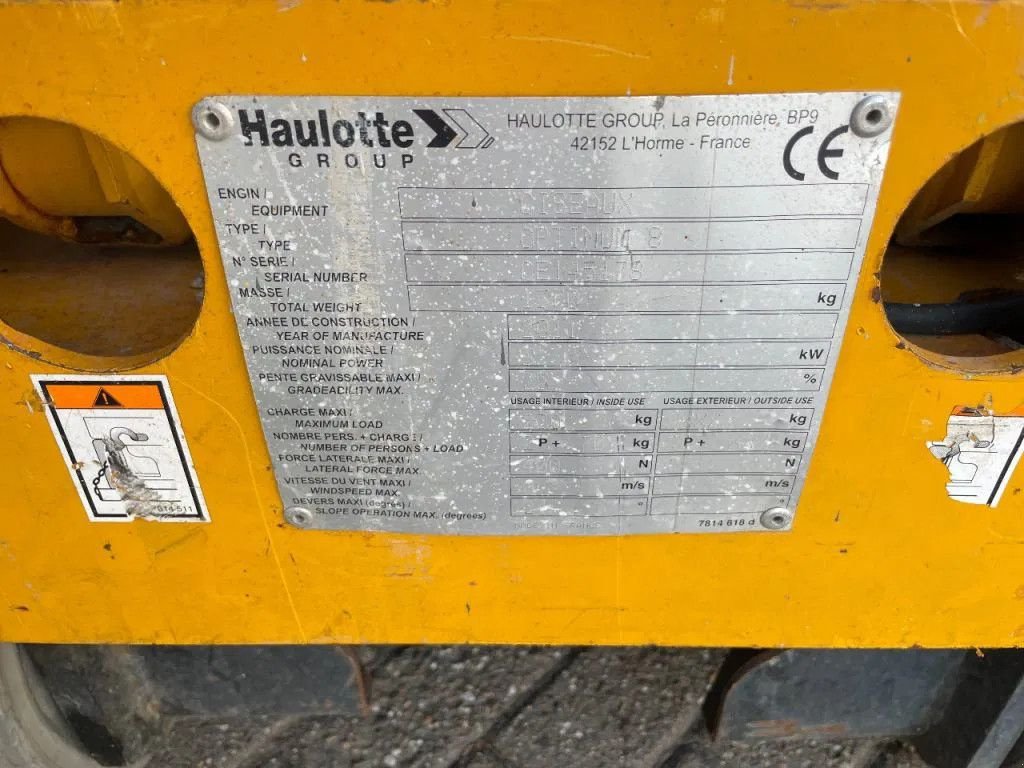 Haulotte
GROUP
HAULOTTE GROUP, La Péronnière, BP9
42152 L'Horme - France
CE
ENGIN /
EQUIPMENT
CISEAUX
TYPE /
TYPE
OPTIMUM 8
N° SERIE /
SERIAL NUMBER
MASSE /
TOTAL WEIGHT
kg
ANNEE DE CONSTRUCTION /
YEAR OF MANUFACTURE
PUISSANCE NOMINALE /
NOMINAL POWER
kW
PENTE GRAVISSABLE MAXI /
GRADEABILITY MAX.
%
USAGE INTERIEUR / INSIDE USE USAGE EXTERIEUR / OUTSIDE USE
CHARGE MAXI /
MAXIMUM LOAD
kg kg
NOMBRE PERS. + CHARGE /
NUMBER OF PERSONS + LOAD
P + kg P + kg
FORCE LATERALE MAXI /
LATERAL FORCE MAX.
N N
VITESSE DU VENT MAXI /
WINDSPEED MAX.
m/s m/s
DEVERS MAXI (degrés) /
SLOPE OPERATION MAX. (degrees)
° °
MADE IN FRANCE
7814 818 d